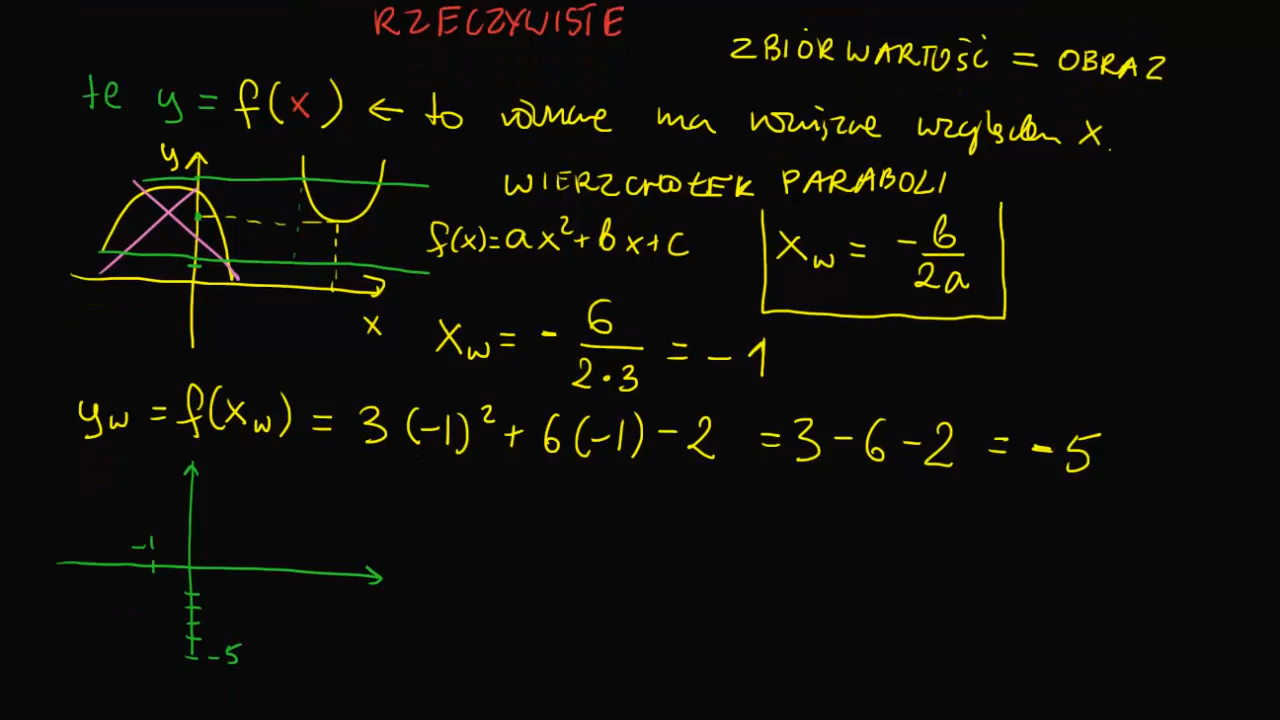 RZECZYWISTE
ZBIÓR WARTOŚĆ = OBRAZ
te y = f(x) ← to równanie ma rozwiązanie względem x.
y
x
WIERZCHOŁEK PARABOLI
f(x)=ax²+bx+c
x_w = -b/2a
x_w = - 6/(2·3) = -1
y_w = f(x_w) = 3(-1)²+6(-1)-2 =3-6-2 = -5
-1
-5